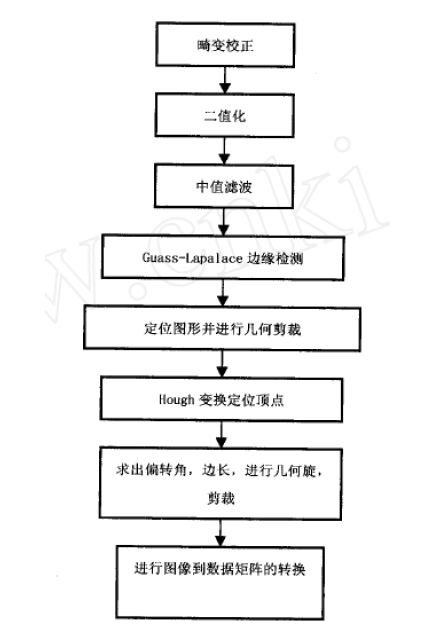 畸变校正
二值化
中值滤波
Guass-Lapalace 边缘检测
定位图形并进行几何剪裁
Hough 变换定位顶点
求出偏转角，边长，进行几何旋，
剪裁
进行图像到数据矩阵的转换
w.cnki